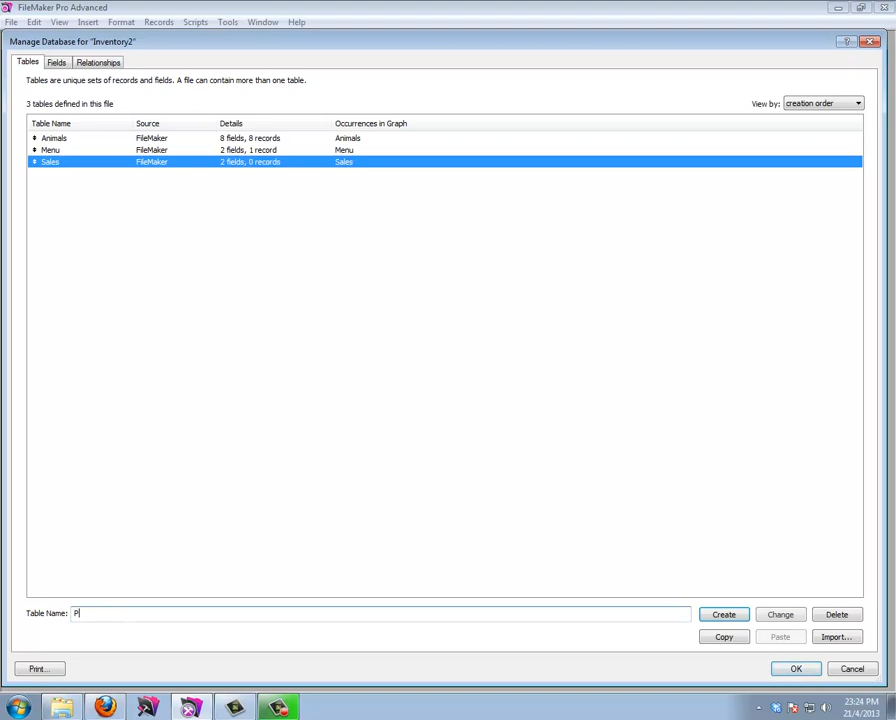 FileMaker Pro Advanced
File Edit View Insert Format Records Scripts Tools Window Help
Manage Database for "Inventory2"
Tables Fields Relationships
Tables are unique sets of records and fields. A file can contain more than one table.
3 tables defined in this file View by: creation order
Table Name Source Details Occurrences in Graph
Animals FileMaker 8 fields, 8 records Animals
Menu FileMaker 2 fields, 1 record Menu
Sales FileMaker 2 fields, 0 records Sales
Table Name: P Create Change Delete
Copy Paste Import...
Print... OK Cancel
23:24 PM
21/4/2013